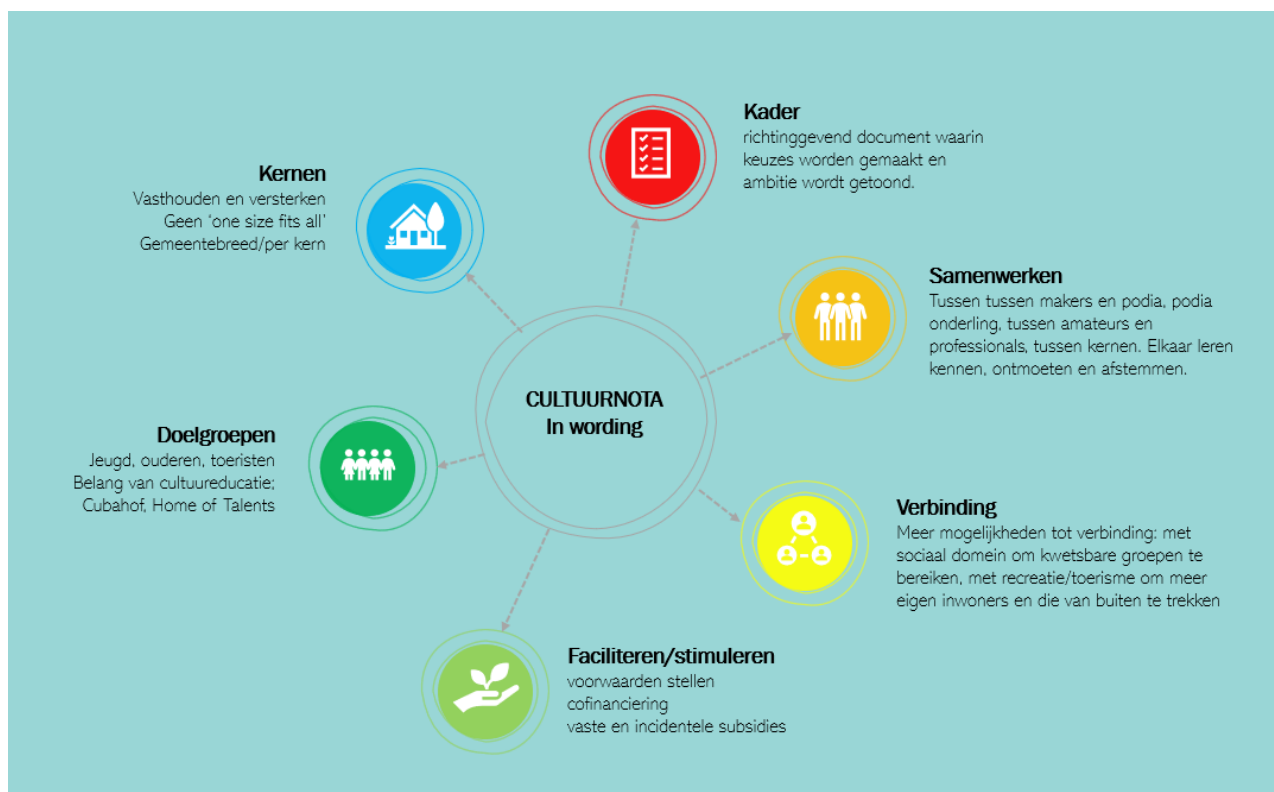 Kader
richtinggevend document waarin
keuzes worden gemaakt en
ambitie wordt getoond.
Kernen
Vasthouden en versterken
Geen ‘one size fits all’
Gemeentebreed/per kern
Samenwerken
Tussen tussen makers en podia, podia
onderling, tussen amateurs en
professionals, tussen kernen. Elkaar leren
kennen, ontmoeten en afstemmen.
CULTUURNOTA
In wording
Doelgroepen
Jeugd, ouderen, toeristen
Belang van cultuureducatie;
Cubahof, Home of Talents
Verbinding
Meer mogelijkheden tot verbinding: met
sociaal domein om kwetsbare groepen te
bereiken, met recreatie/toerisme om meer
eigen inwoners en die van buiten te trekken
Faciliteren/stimuleren
voorwaarden stellen
cofinanciering
vaste en incidentele subsidies